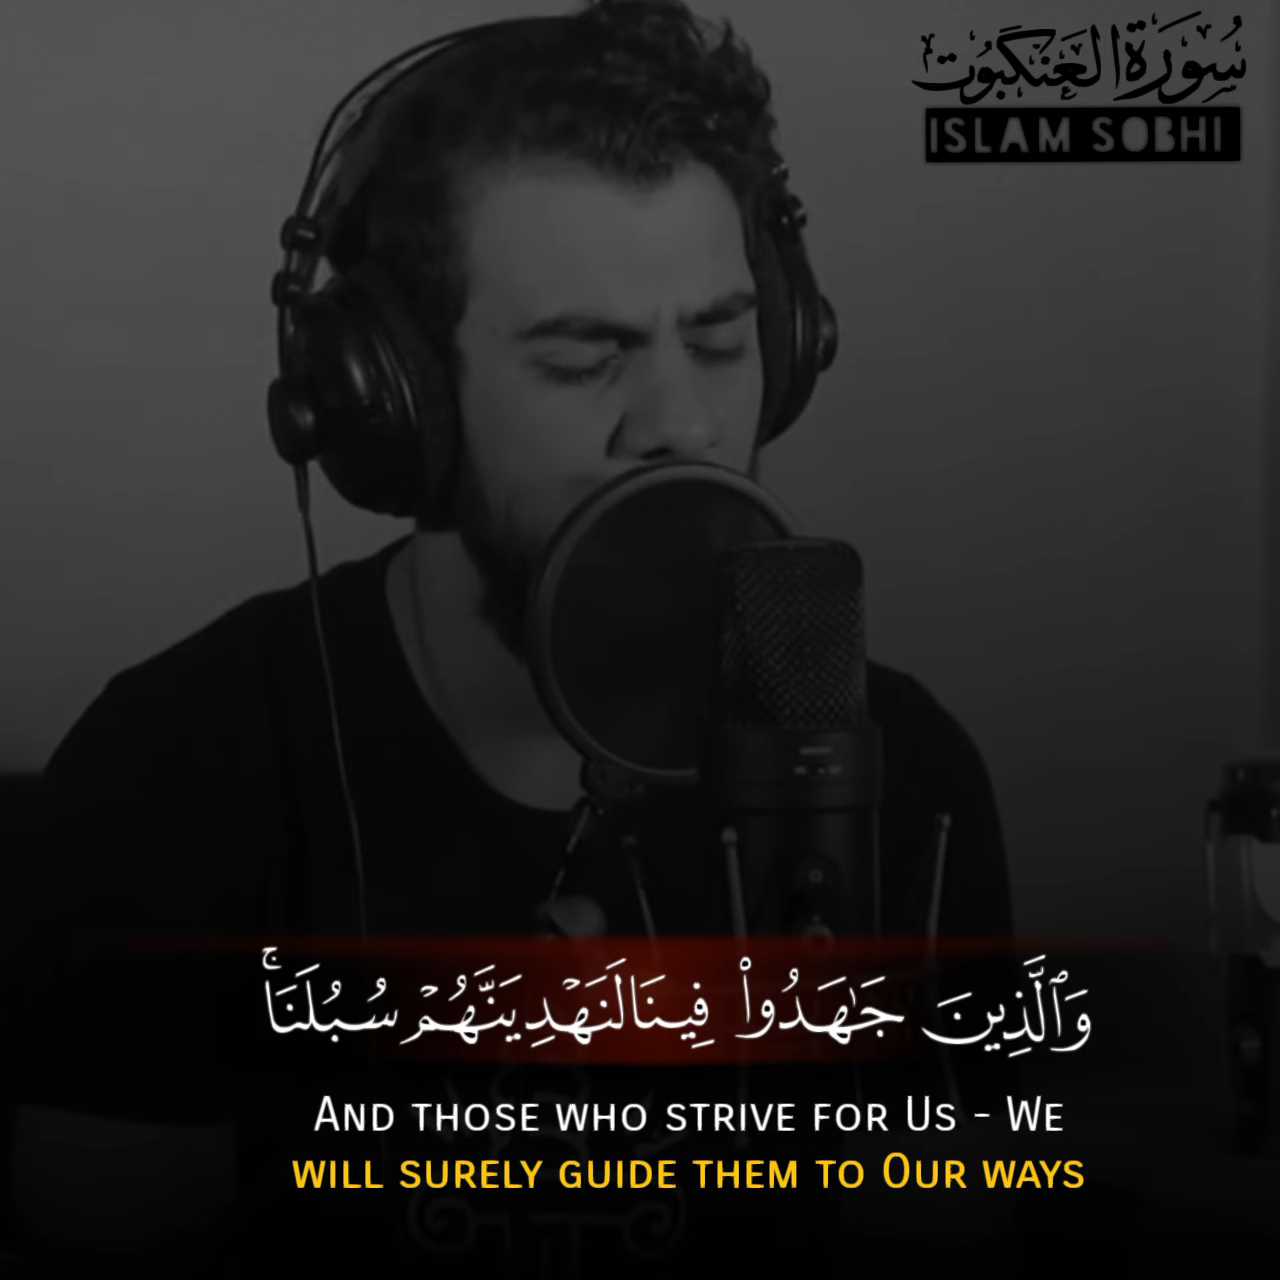 سُورَةُ العَنكَبُوت
ISLAM SOBHI
وَٱلَّذِينَ جَٰهَدُوا۟ فِينَا لَنَهْدِيَنَّهُمْ سُبُلَنَا ۚ
AND THOSE WHO STRIVE FOR US - WE
WILL SURELY GUIDE THEM TO OUR WAYS